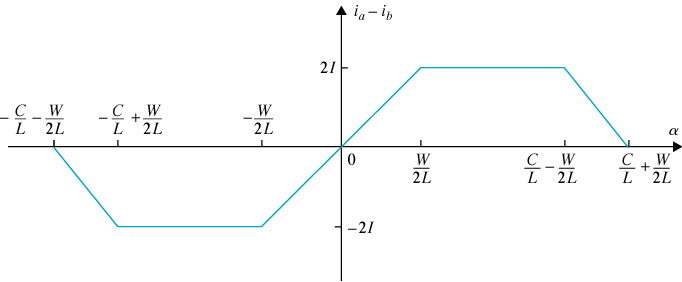 i_a – i_b
2I
–C/L – W/2L
–C/L + W/2L
–W/2L
α
0
W/2L
C/L – W/2L
C/L + W/2L
–2I